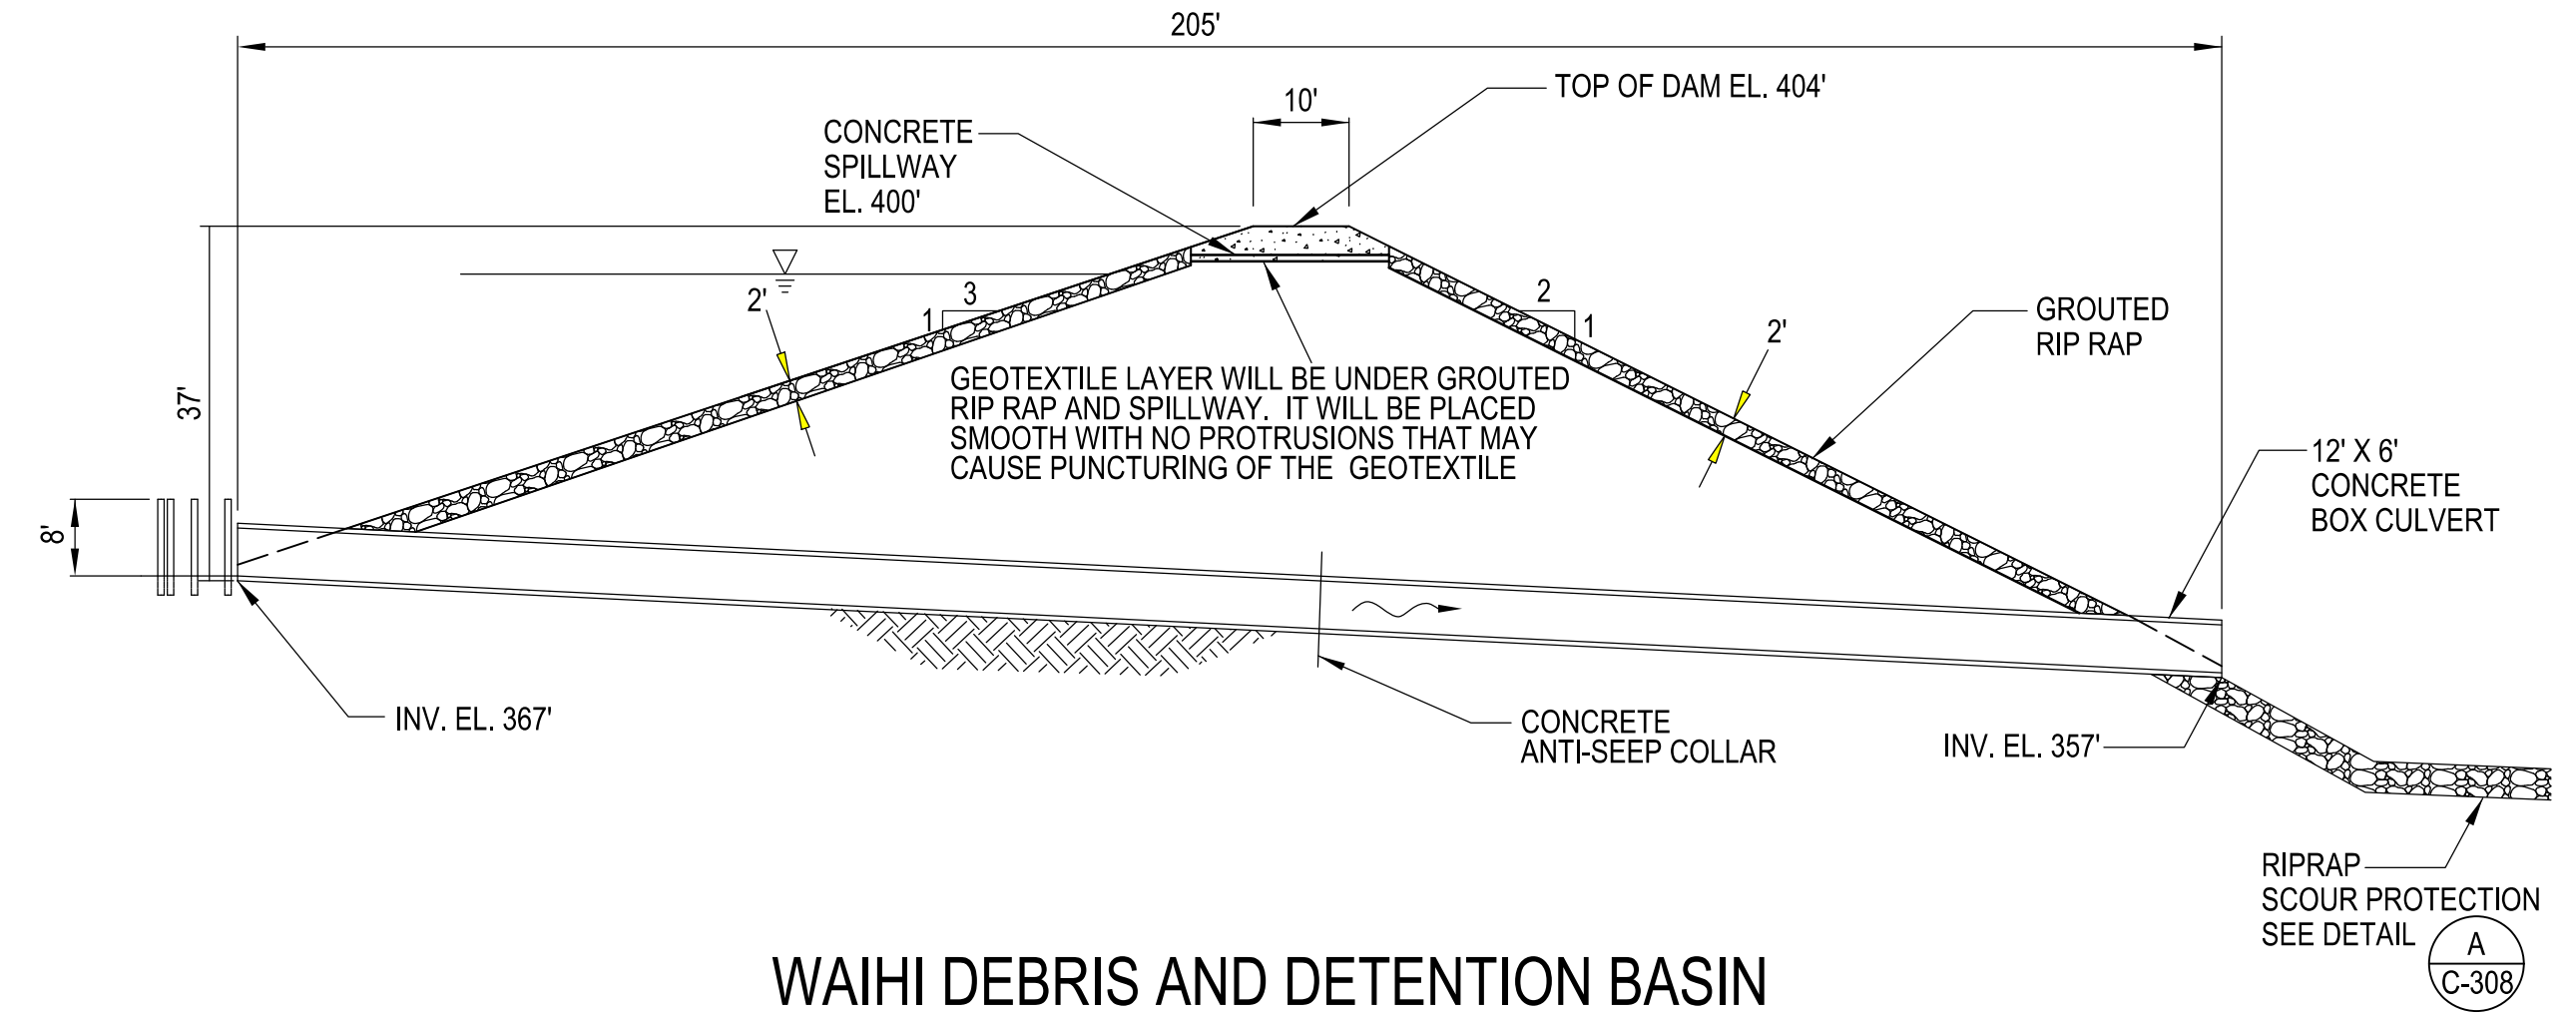 205'
10'
TOP OF DAM EL. 404'
CONCRETE
SPILLWAY
EL. 400'
3
1
2'
2
1
2'
GROUTED
RIP RAP
37'
GEOTEXTILE LAYER WILL BE UNDER GROUTED
RIP RAP AND SPILLWAY. IT WILL BE PLACED
SMOOTH WITH NO PROTRUSIONS THAT MAY
CAUSE PUNCTURING OF THE GEOTEXTILE
12' X 6'
CONCRETE
BOX CULVERT
8'
INV. EL. 367'
CONCRETE
ANTI-SEEP COLLAR
INV. EL. 357'
RIPRAP
SCOUR PROTECTION
SEE DETAIL
A
C-308
WAIHI DEBRIS AND DETENTION BASIN